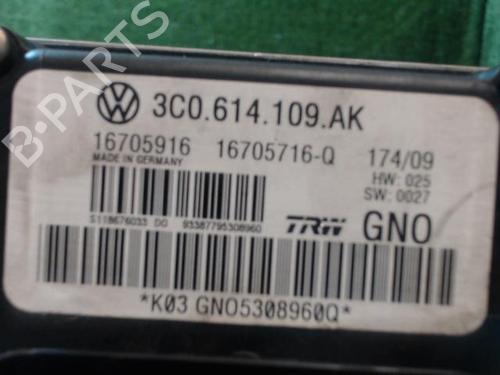 B-PARTS
3C0.614.109.AK
16705916 16705716-Q 174/09
MADE IN GERMANY
HW: 025
SW: 0027
S118676033 DG 93387795308960
TRW GNO
*K03 GNO5308960Q*